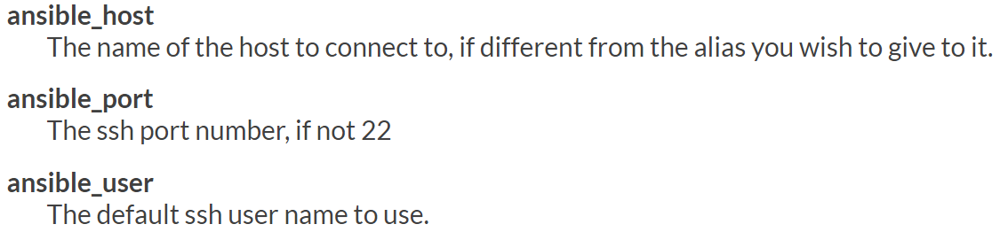 ansible_host
The name of the host to connect to, if different from the alias you wish to give to it.
ansible_port
The ssh port number, if not 22
ansible_user
The default ssh user name to use.